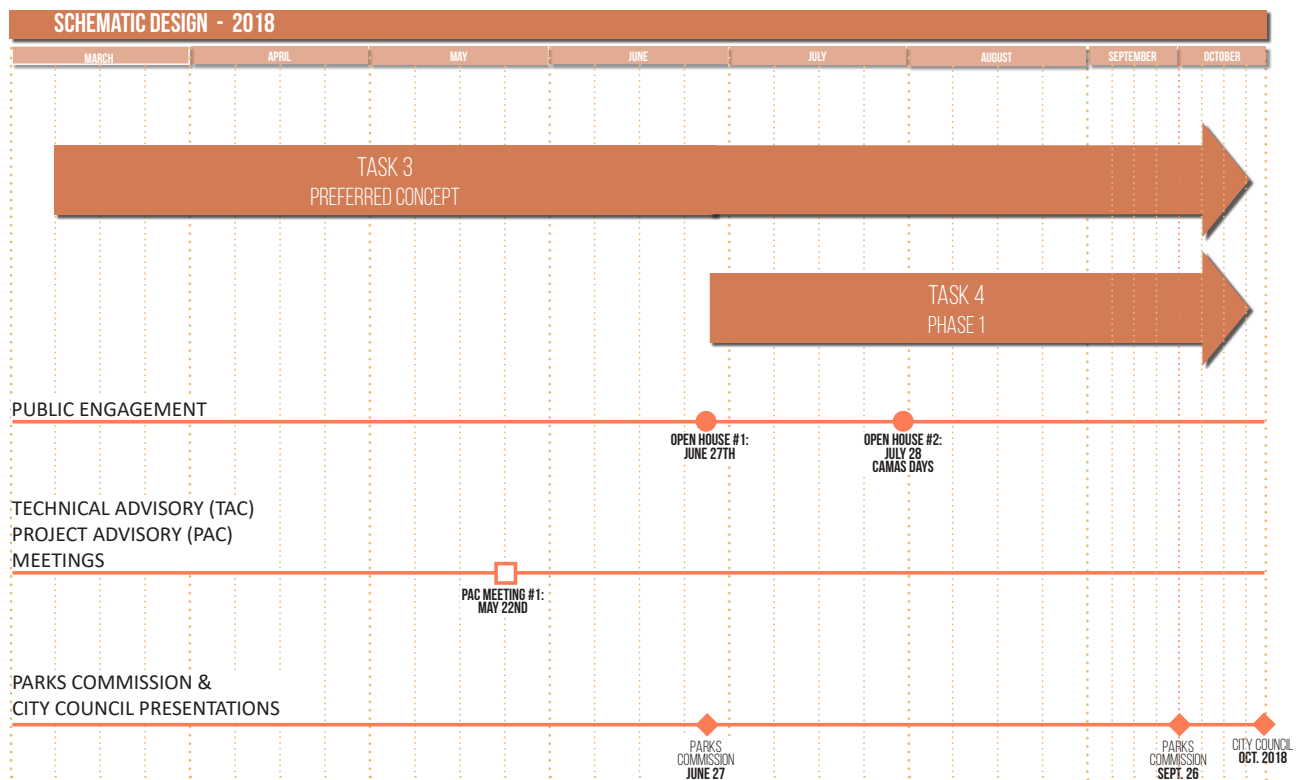 SCHEMATIC DESIGN - 2018
MARCH
APRIL
MAY
JUNE
JULY
AUGUST
SEPTEMBER
OCTOBER
TASK 3
PREFERRED CONCEPT
TASK 4
PHASE 1
PUBLIC ENGAGEMENT
OPEN HOUSE #1:
JUNE 27TH
OPEN HOUSE #2:
JULY 28
CAMAS DAYS
TECHNICAL ADVISORY (TAC)
PROJECT ADVISORY (PAC)
MEETINGS
PAC MEETING #1:
MAY 22ND
PARKS COMMISSION &
CITY COUNCIL PRESENTATIONS
PARKS
COMMISSION
JUNE 27
PARKS
COMMISSION
SEPT. 26
CITY COUNCIL
OCT. 2018